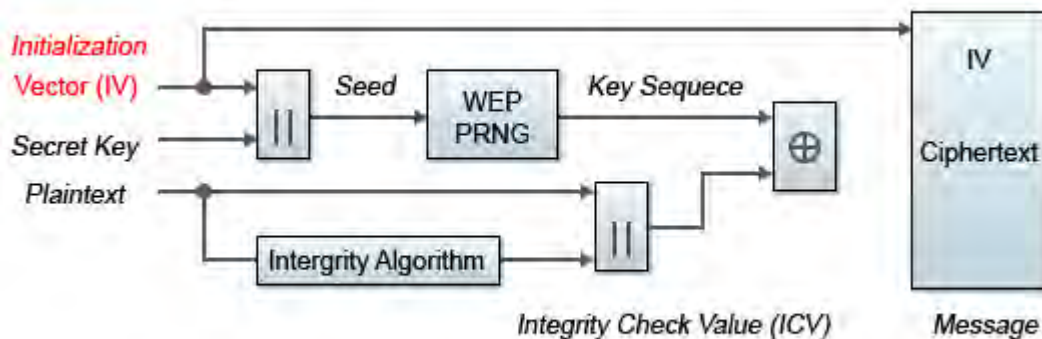 Initialization
Vector (IV)
Secret Key
Plaintext
||
Seed
WEP
PRNG
Key Sequece
⊕
Intergrity Algorithm
||
Integrity Check Value (ICV)
IV
Ciphertext
Message